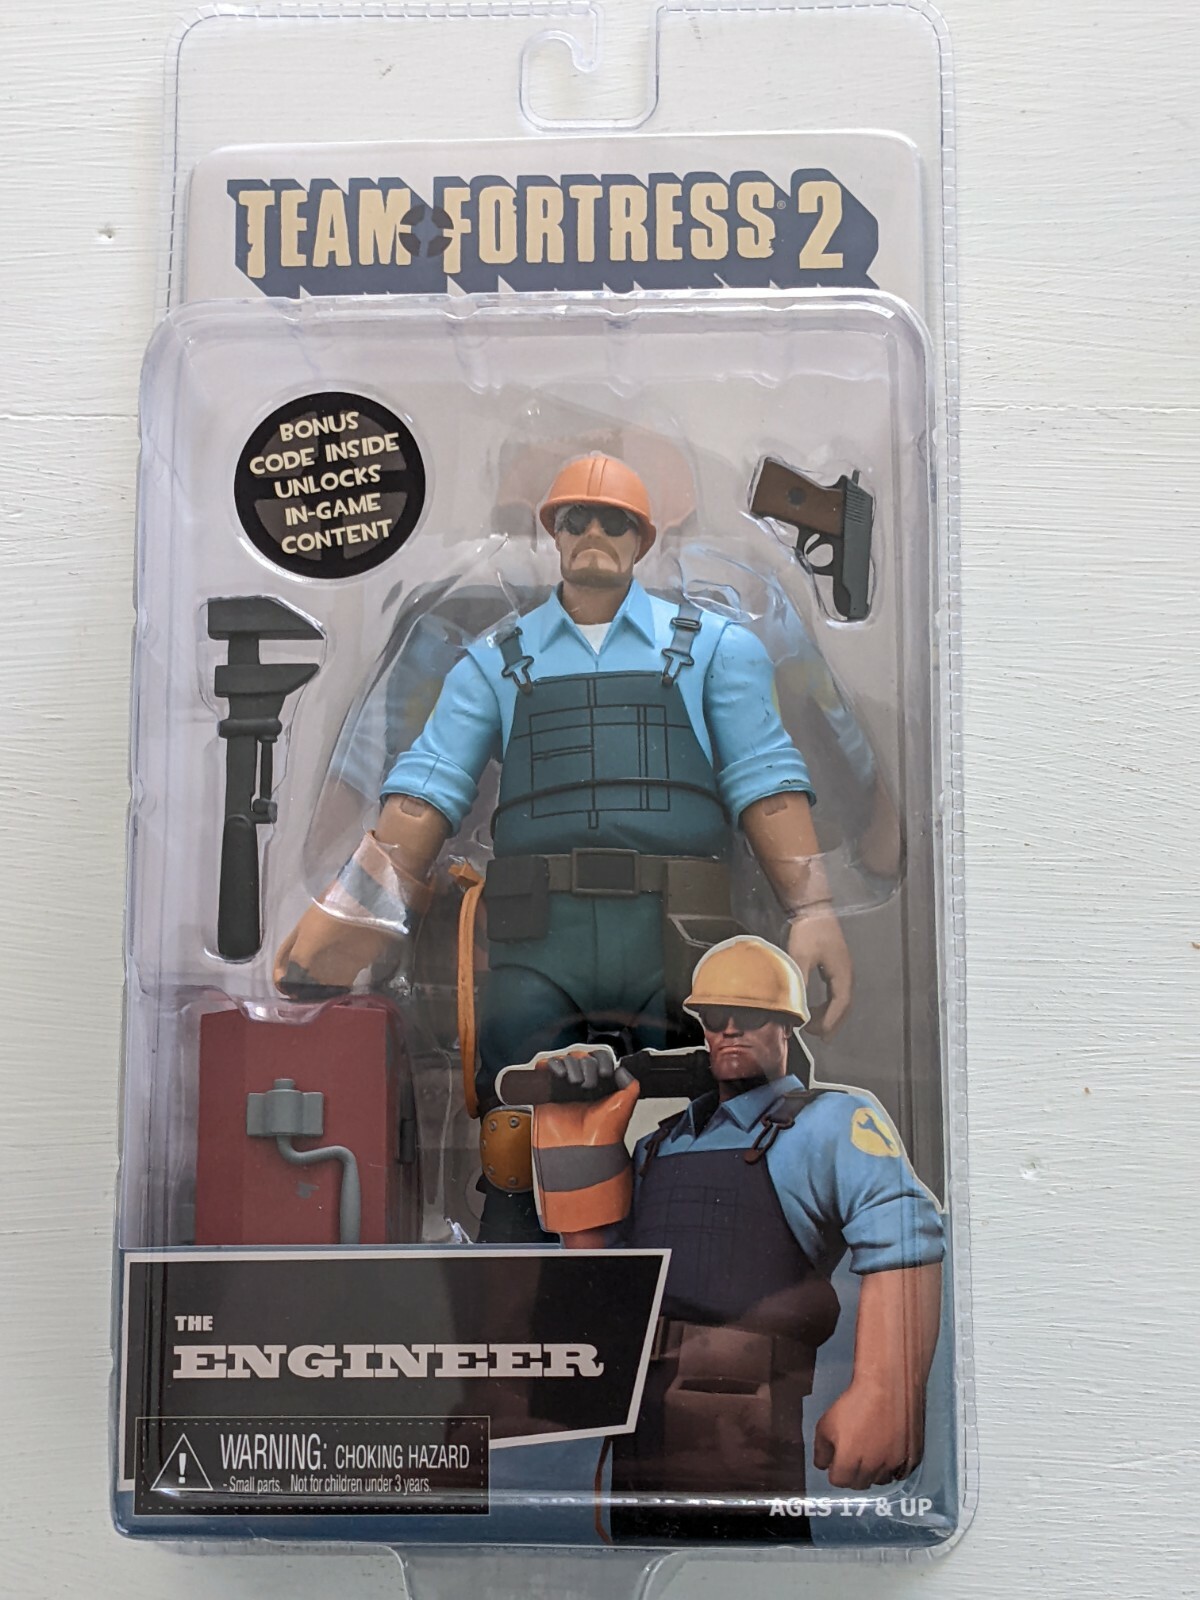 TEAM FORTRESS® 2
BONUS
CODE INSIDE
UNLOCKS
IN-GAME
CONTENT
THE
ENGINEER
WARNING: CHOKING HAZARD
- Small parts. Not for children under 3 years.
AGES 17 & UP